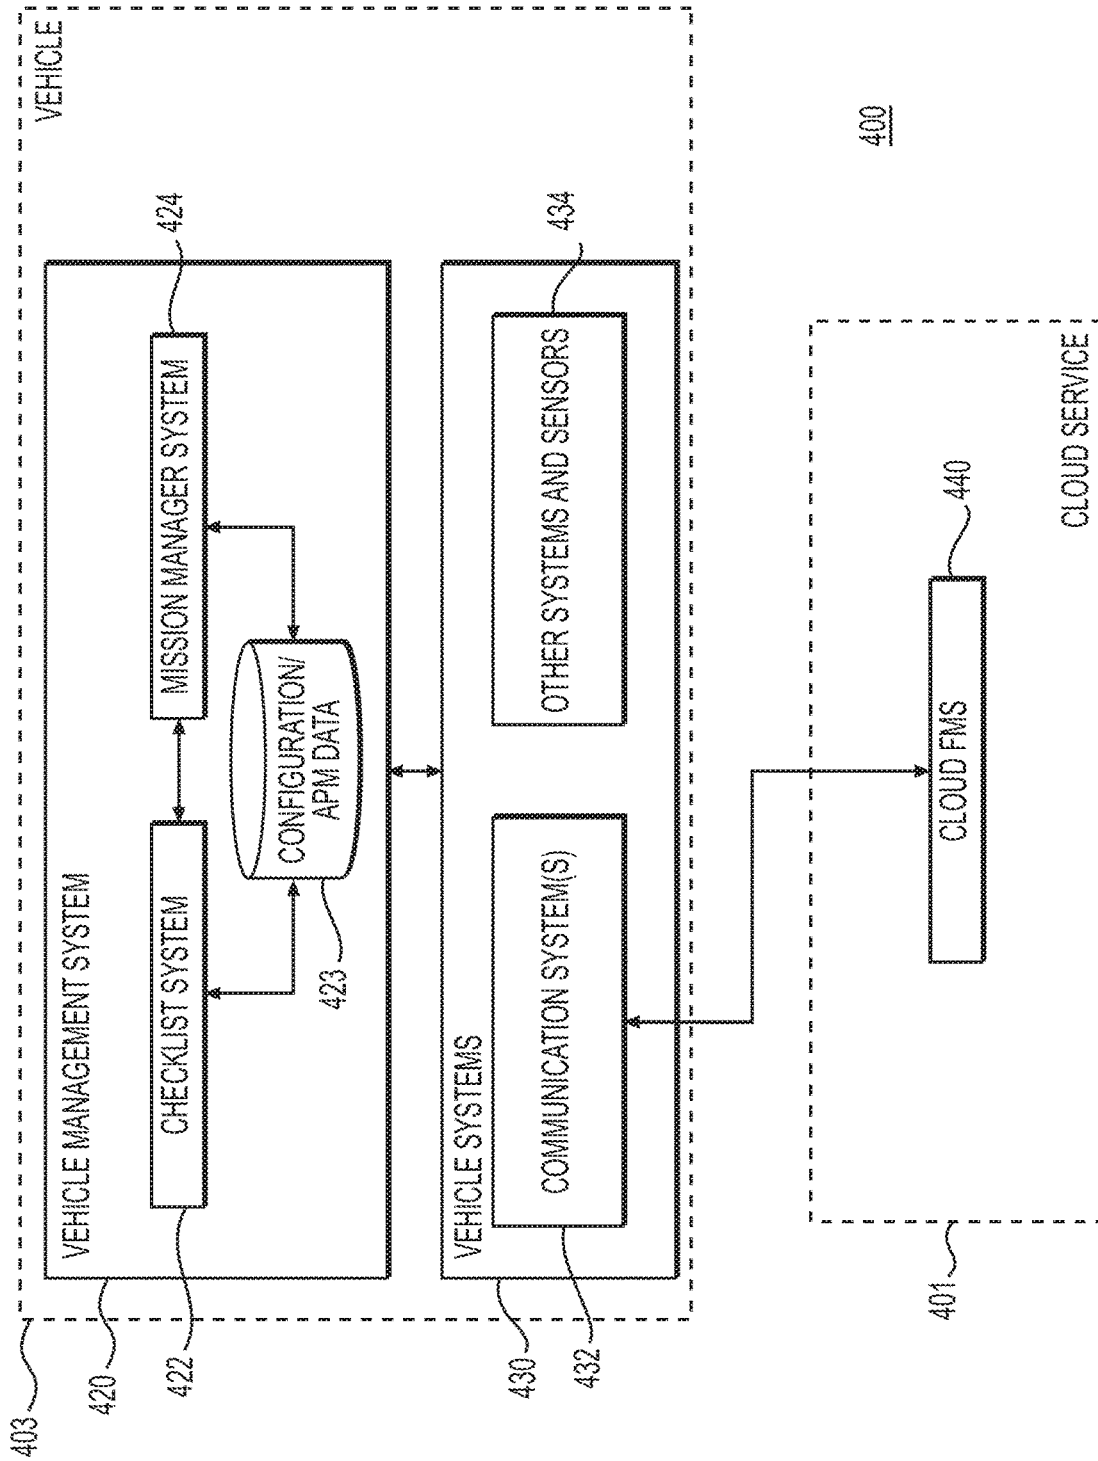 403
VEHICLE
420
VEHICLE MANAGEMENT SYSTEM
422
CHECKLIST SYSTEM
MISSION MANAGER SYSTEM
424
423
CONFIGURATION/
APM DATA
430
VEHICLE SYSTEMS
432
COMMUNICATION SYSTEM(S)
OTHER SYSTEMS AND SENSORS
434
400
401
CLOUD FMS
440
CLOUD SERVICE